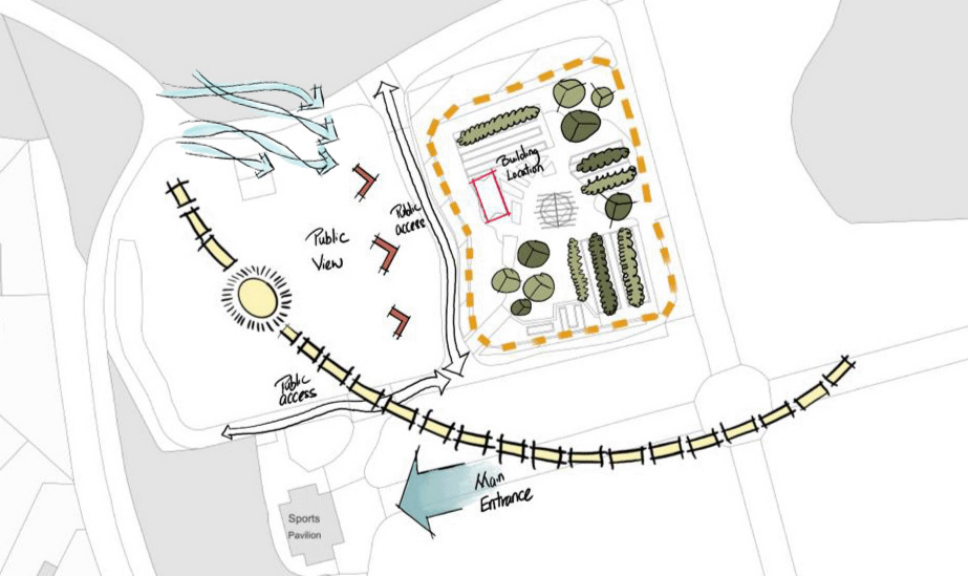 Building
Location
Public
access
Public
View
Public
access
Main
Entrance
Sports
Pavilion